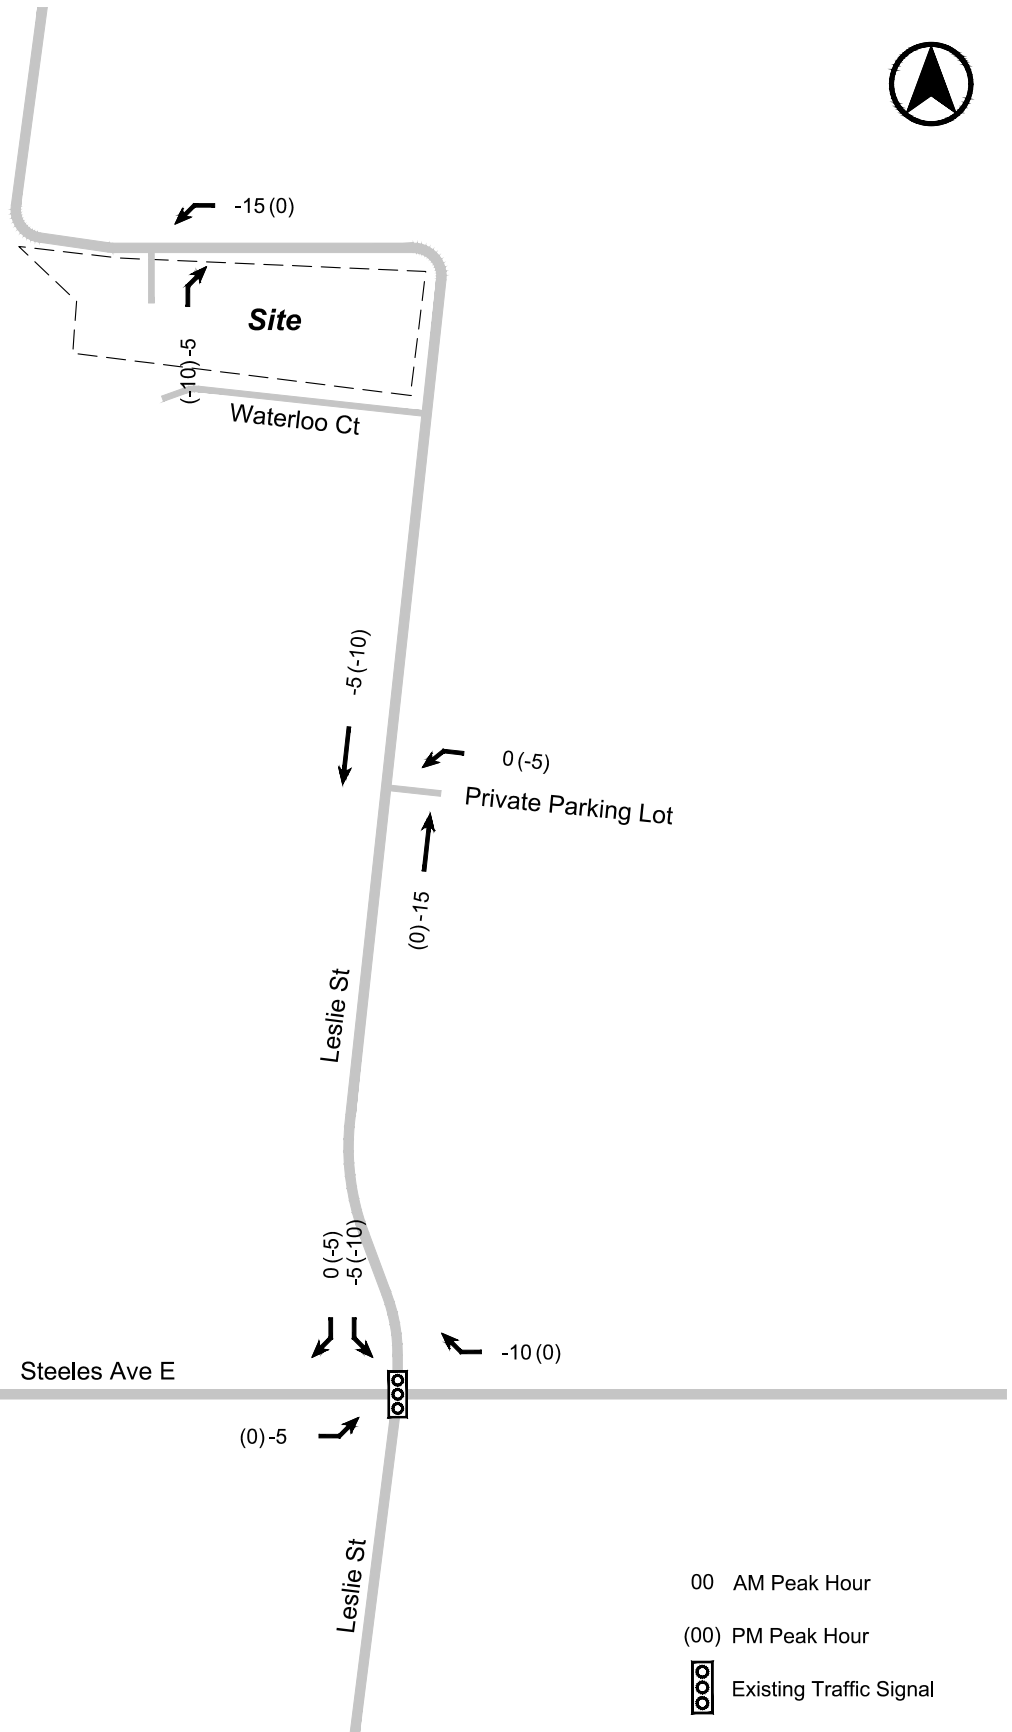 -15 (0)
Site
(-10) -5
Waterloo Ct
-5 (-10)
0 (-5)
Private Parking Lot
(0) -15
Leslie St
0 (-5)
-5 (-10)
-10 (0)
Steeles Ave E
(0) -5
Leslie St
00 AM Peak Hour
(00) PM Peak Hour
Existing Traffic Signal